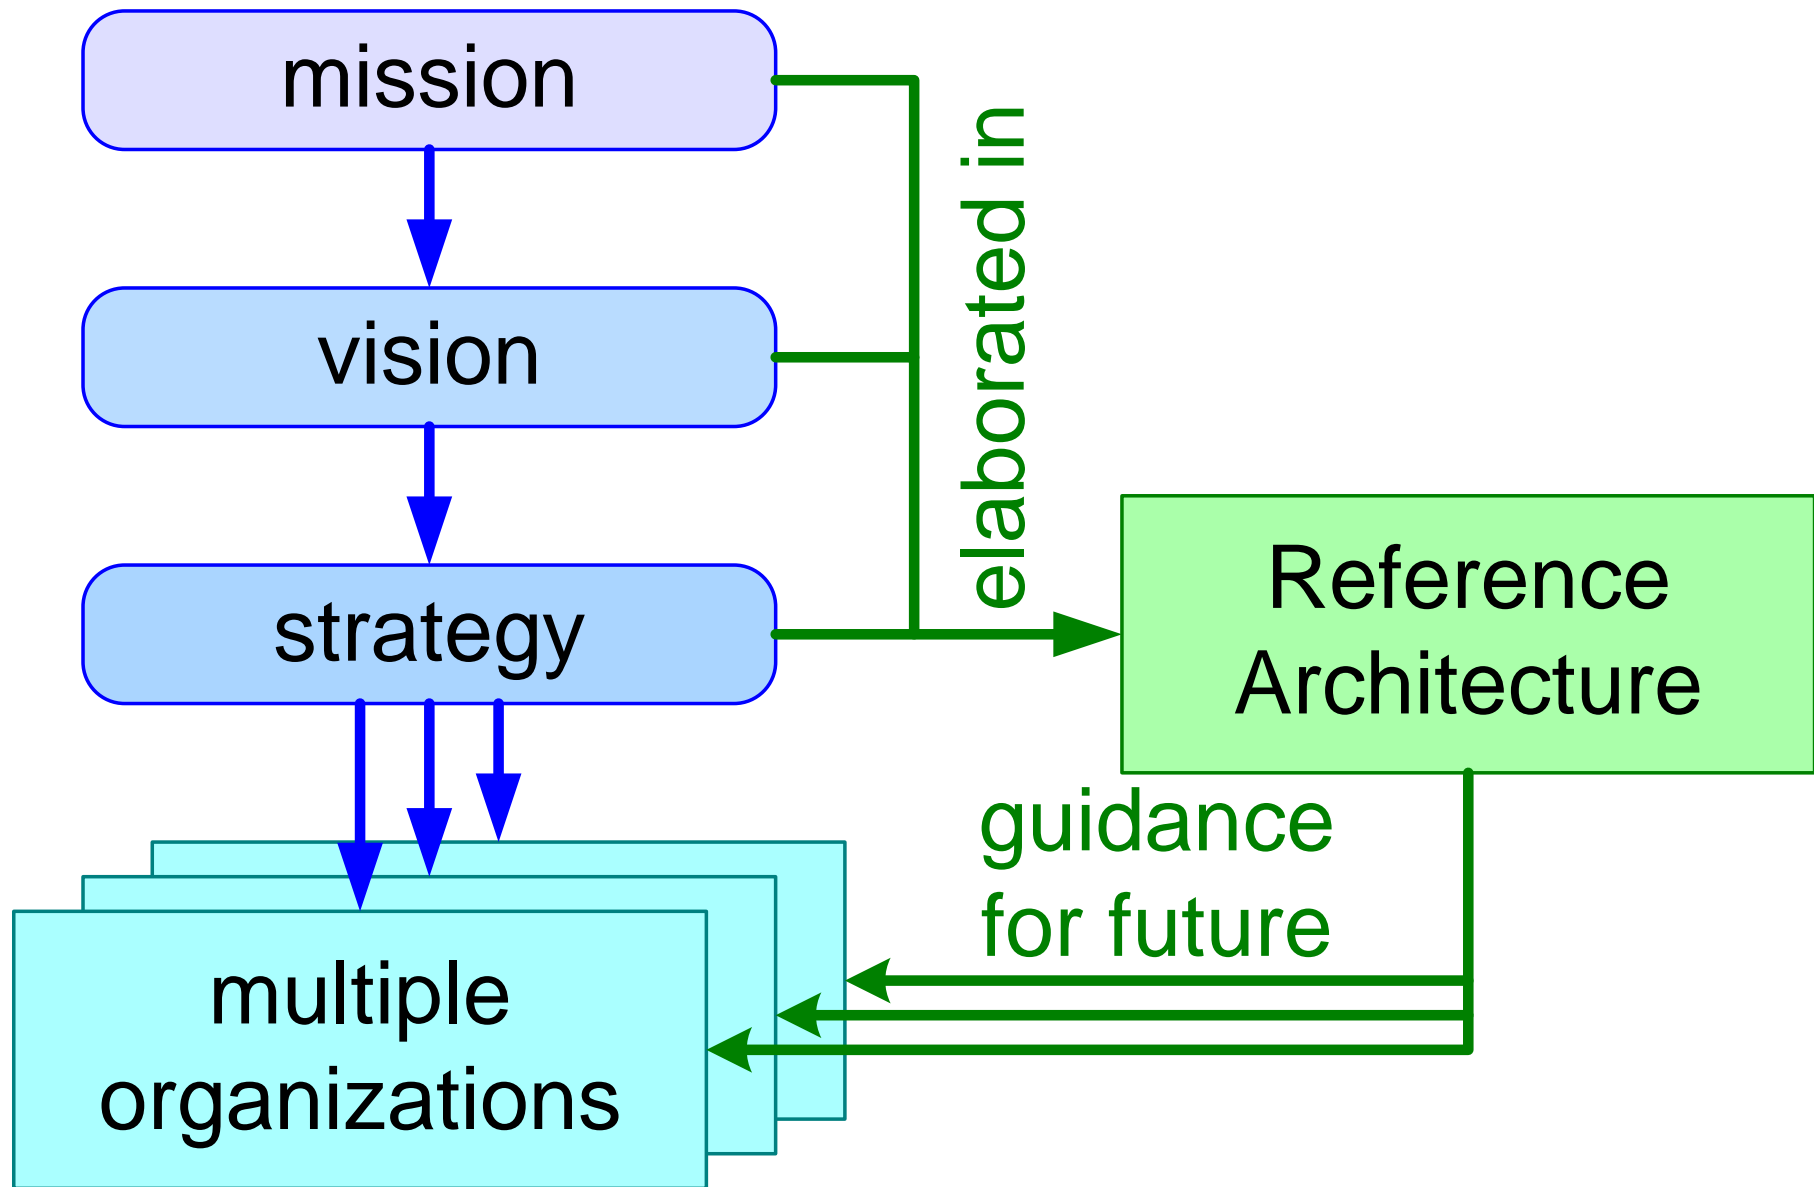 mission
vision
strategy
elaborated in
Reference
Architecture
guidance
for future
multiple
organizations